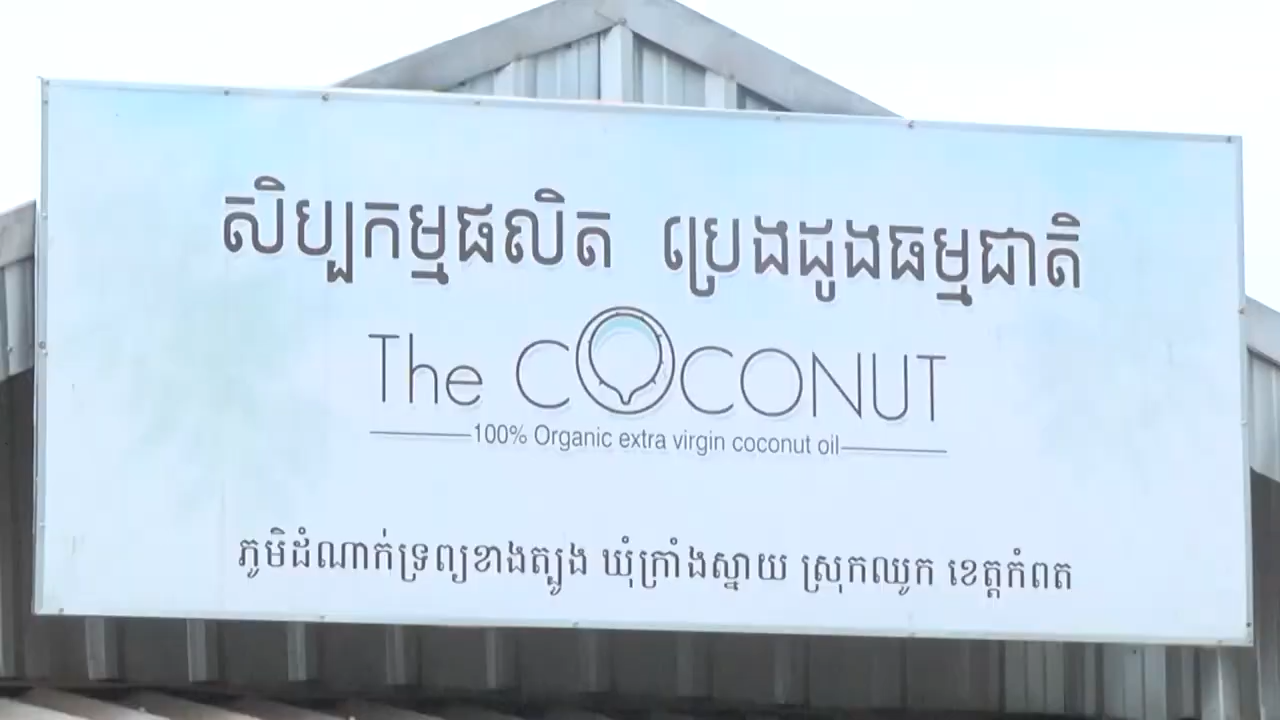 សិប្បកម្មផលិត ប្រេងដូងធម្មជាតិ
The COCONUT
100% Organic extra virgin coconut oil
ភូមិដំណាក់ទ្រព្យខាងត្បូង ឃុំក្រាំងស្នាយ ស្រុកឈូក ខេត្តកំពត